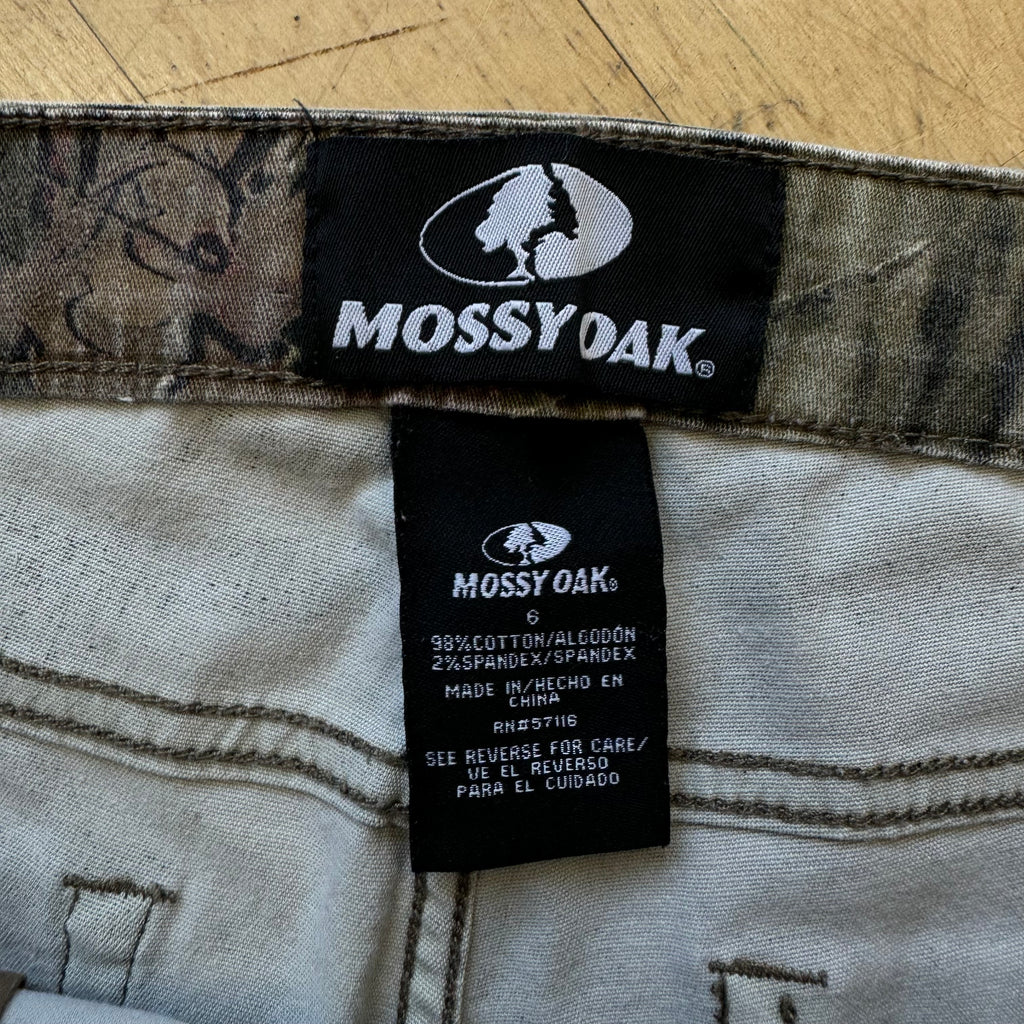 MOSSY OAK®
MOSSY OAK®
6
98%COTTON/ALGODÓN
2%SPANDEX/SPANDEX
MADE IN/HECHO EN
CHINA
RN#57116
SEE REVERSE FOR CARE/
VE EL REVERSO
PARA EL CUIDADO